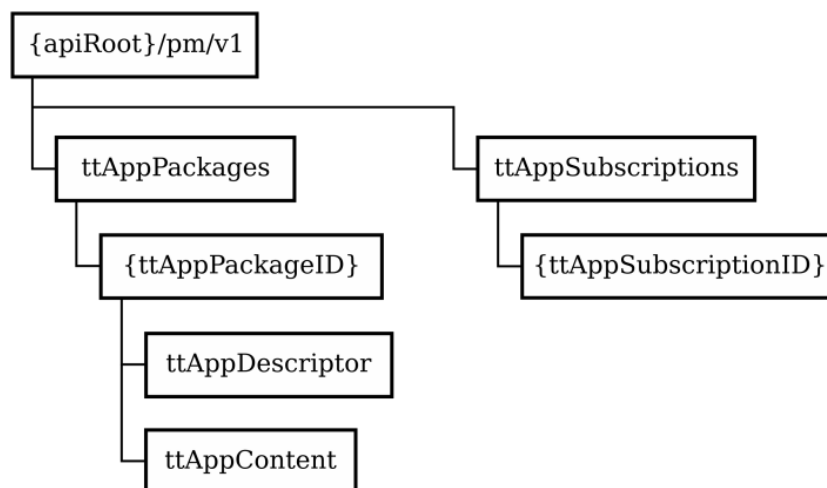 {apiRoot}/pm/v1
ttAppPackages
ttAppSubscriptions
{ttAppPackageID}
{ttAppSubscriptionID}
ttAppDescriptor
ttAppContent